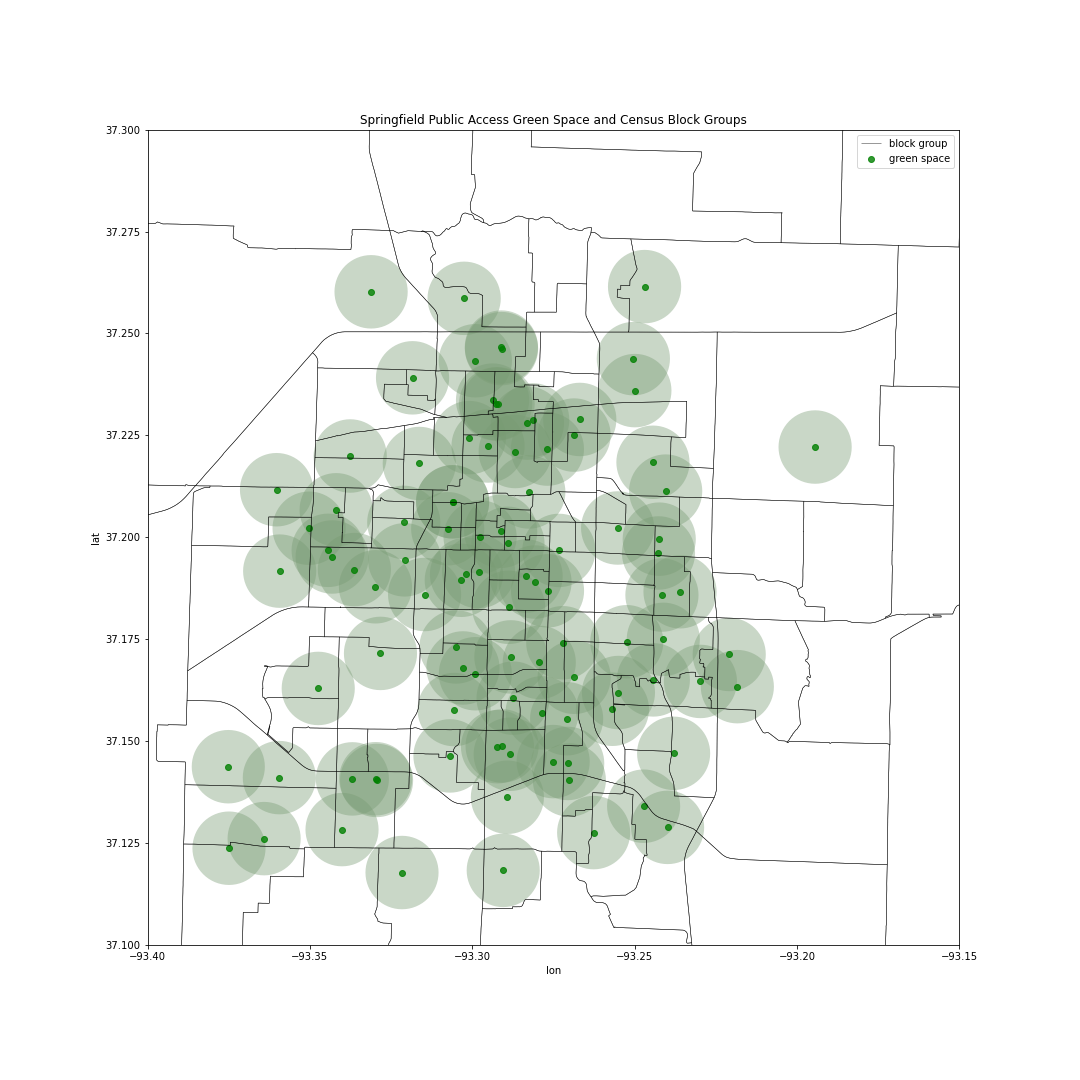 Springfield Public Access Green Space and Census Block Groups
block group
green space
37.300
37.275
37.250
37.225
37.200
37.175
37.150
37.125
37.100
lat
−93.40 −93.35 −93.30 −93.25 −93.20 −93.15
lon